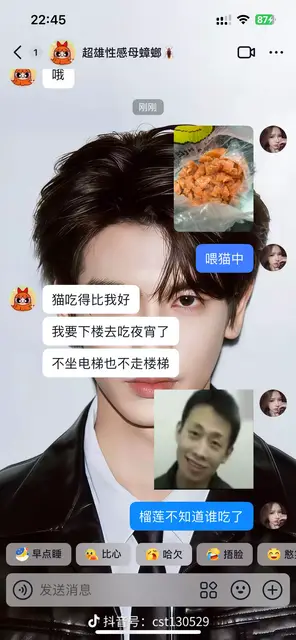 22:45
87
1
超雄性感母蟑螂🪳
哦
刚刚
喂猫中
猫吃得比我好
我要下楼去吃夜宵了
不坐电梯也不走楼梯
榴莲不知道谁吃了
早点睡
比心
哈欠
捂脸
憨
发送消息
抖音号：cst130529